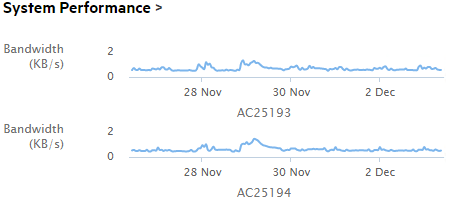 System Performance >
Bandwidth
(KB/s)
2
0
28 Nov 30 Nov 2 Dec
AC25193
Bandwidth
(KB/s)
2
0
28 Nov 30 Nov 2 Dec
AC25194